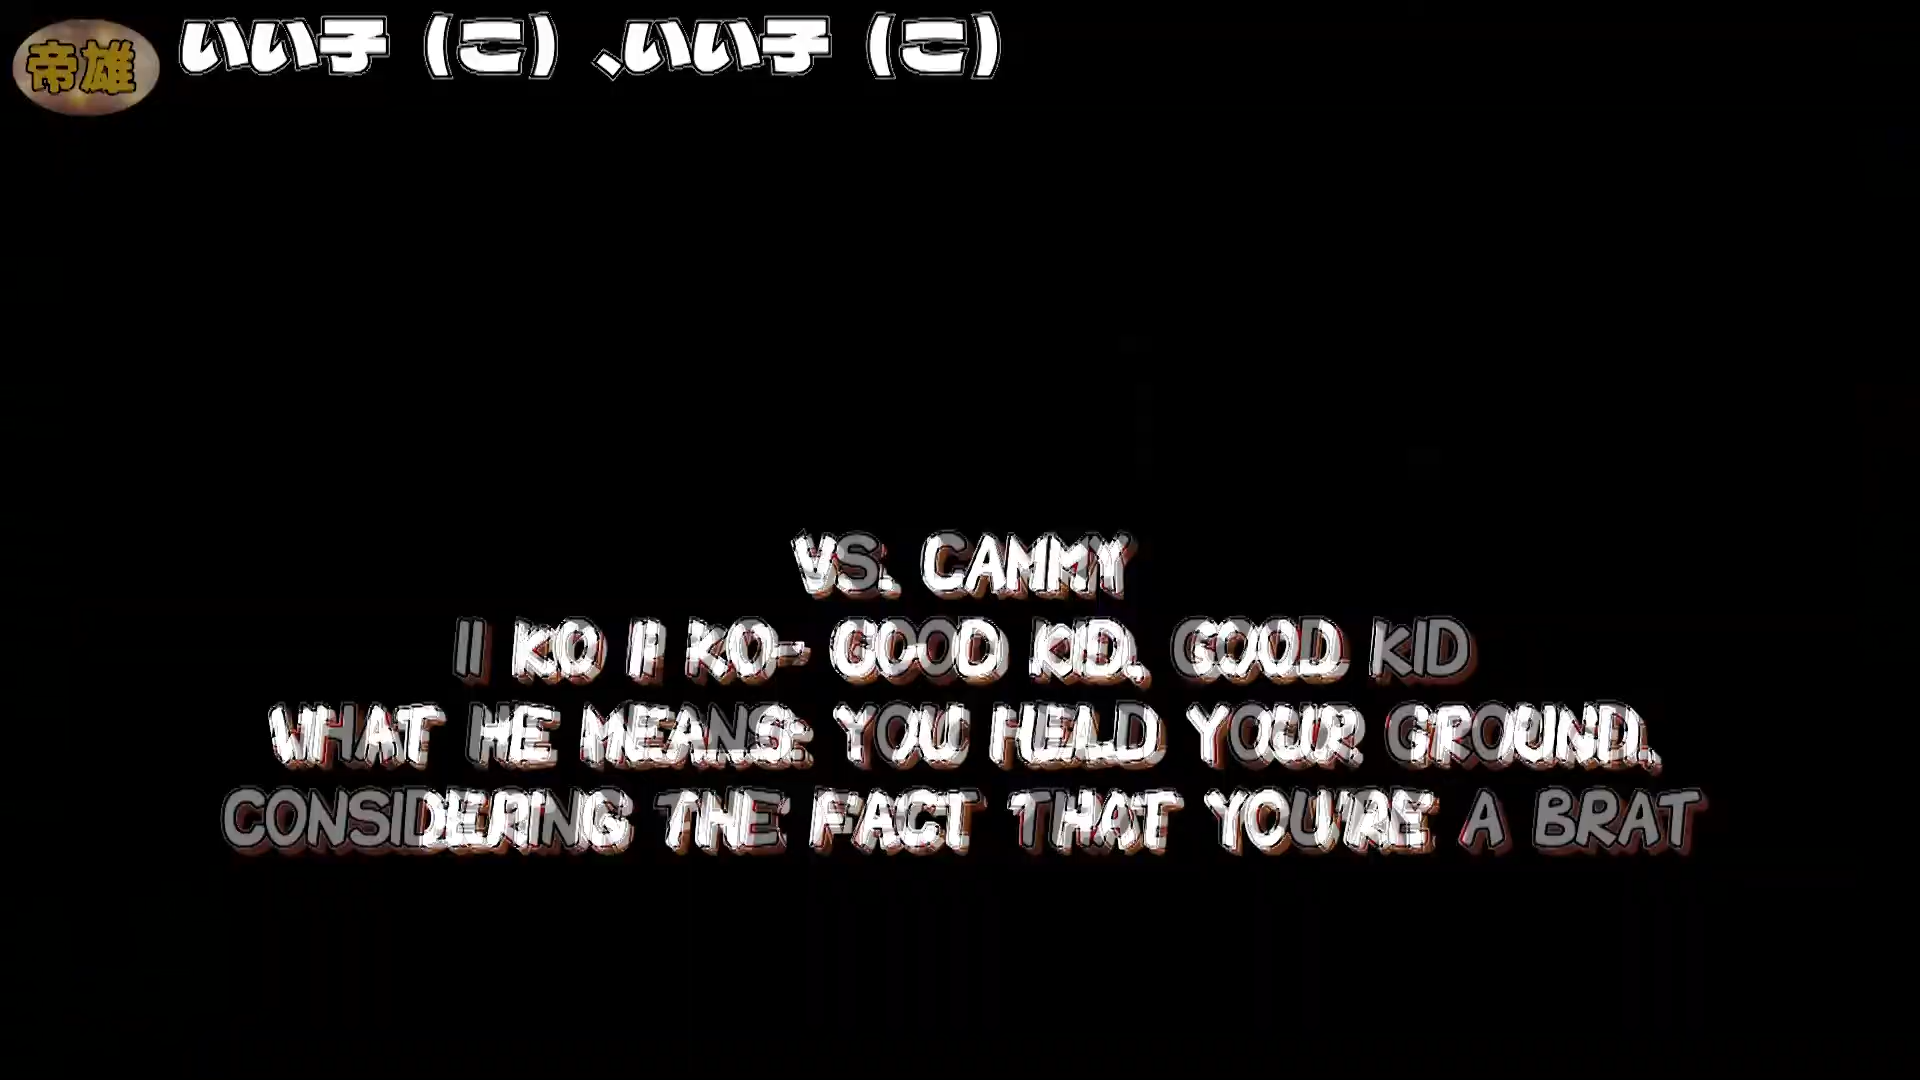 帝雄
いい子（こ）、いい子（こ）
VS. CAMMY
II KO II KO- GOOD KID, GOOD KID
WHAT HE MEANS: YOU HELD YOUR GROUND,
CONSIDERING THE FACT THAT YOU'RE A BRAT